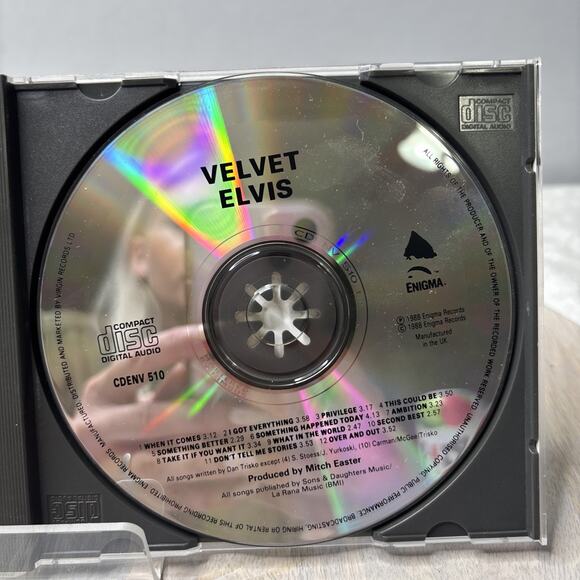 COMPACT
disc
DIGITAL AUDIO
VELVET
ELVIS
ENIGMA
℗ 1988 Enigma Records
© 1988 Enigma Records
Manufactured
in the UK
COMPACT
disc
DIGITAL AUDIO
CDENV 510
1 WHEN IT COMES 3.12 2 I GOT EVERYTHING 3.58 3 PRIVILEGE 3.17 4 THIS COULD BE 3.50
5 SOMETHING BETTER 2.29 6 SOMETHING HAPPENED TODAY 4.13 7 AMBITION 3.23
8 TAKE IT IF YOU WANT IT 3.34 9 WHAT IN THE WORLD 2.47 10 SECOND BEST 2.57
11 DON'T TELL ME STORIES 3.53 12 OVER AND OUT 3.52
All songs written by Dan Trisko except (4) S. Stoess/J. Yurkoski, (10) Carman/McGee/Trisko
Produced by Mitch Easter
All songs published by Sons & Daughters Music/
La Rana Music (BMI)
ALL RIGHTS OF THE PRODUCER AND OF THE OWNER OF THE RECORDED WORK RESERVED. UNAUTHORISED COPYING, PUBLIC PERFORMANCE, BROADCASTING, HIRING OR RENTAL OF THIS RECORDING PROHIBITED. ENIGMA RECORDS MANUFACTURED, DISTRIBUTED AND MARKETED BY VIRGIN RECORDS LTD